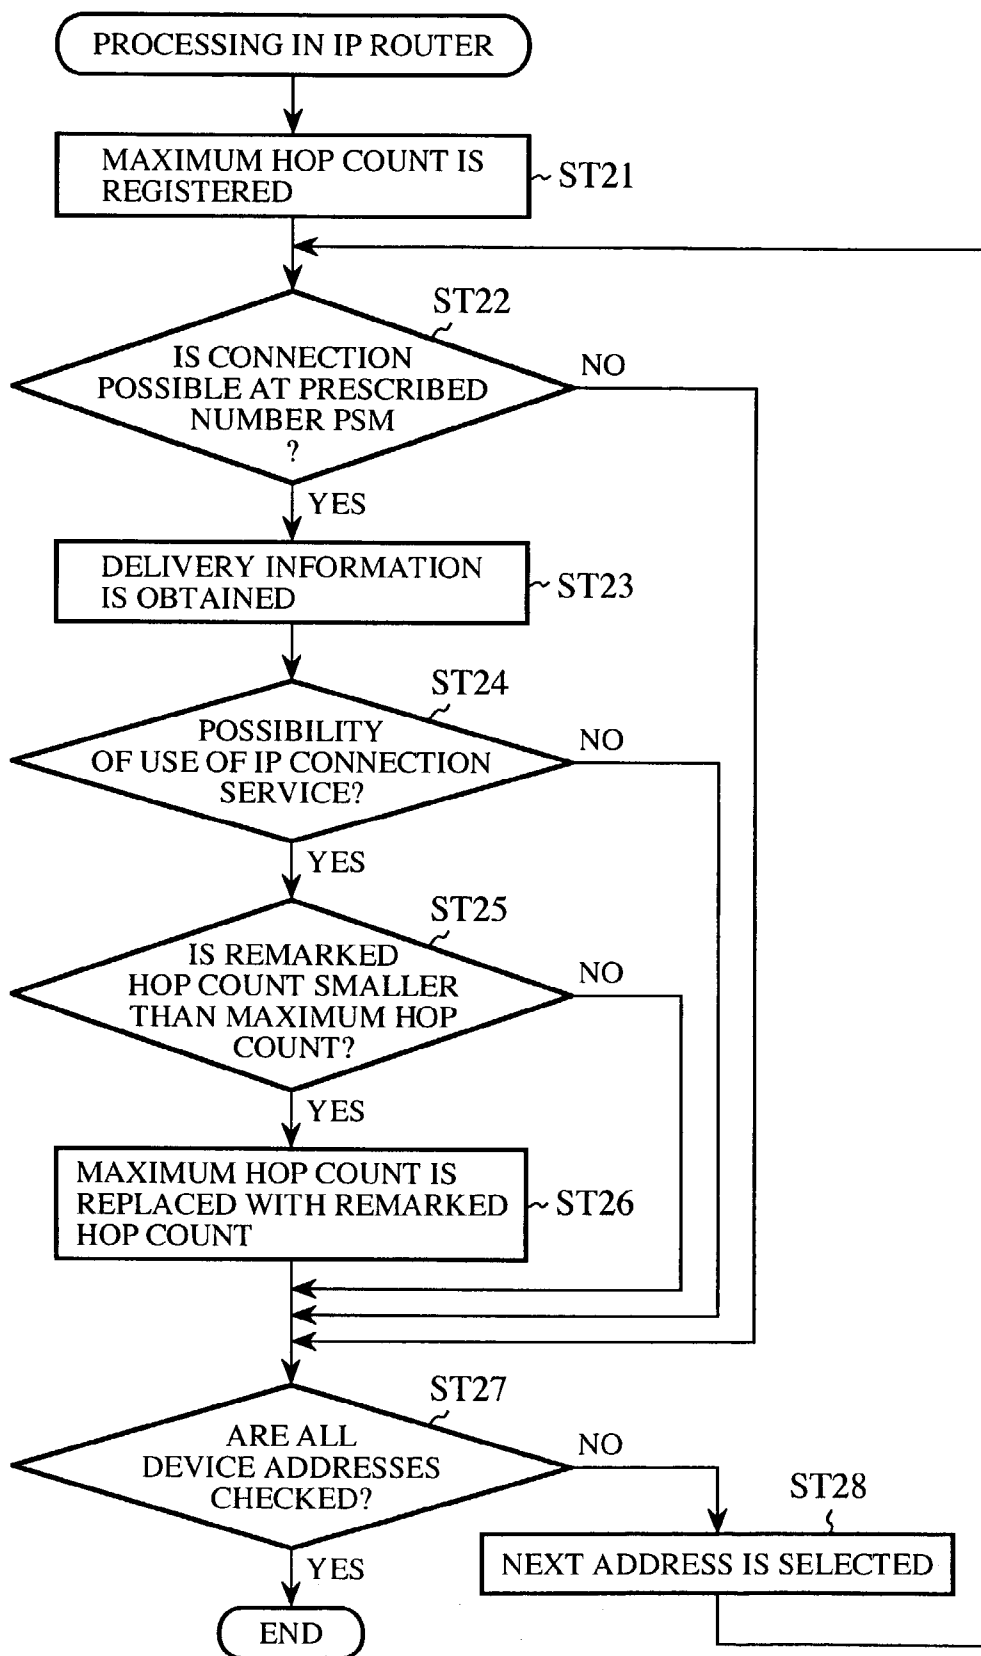 PROCESSING IN IP ROUTER
MAXIMUM HOP COUNT IS
REGISTERED
ST21
ST22
IS CONNECTION
POSSIBLE AT PRESCRIBED
NUMBER PSM
?
NO
YES
DELIVERY INFORMATION
IS OBTAINED
ST23
ST24
POSSIBILITY
OF USE OF IP CONNECTION
SERVICE?
NO
YES
ST25
IS REMARKED
HOP COUNT SMALLER
THAN MAXIMUM HOP
COUNT?
NO
YES
MAXIMUM HOP COUNT IS
REPLACED WITH REMARKED
HOP COUNT
ST26
ST27
ARE ALL
DEVICE ADDRESSES
CHECKED?
NO
YES
ST28
NEXT ADDRESS IS SELECTED
END